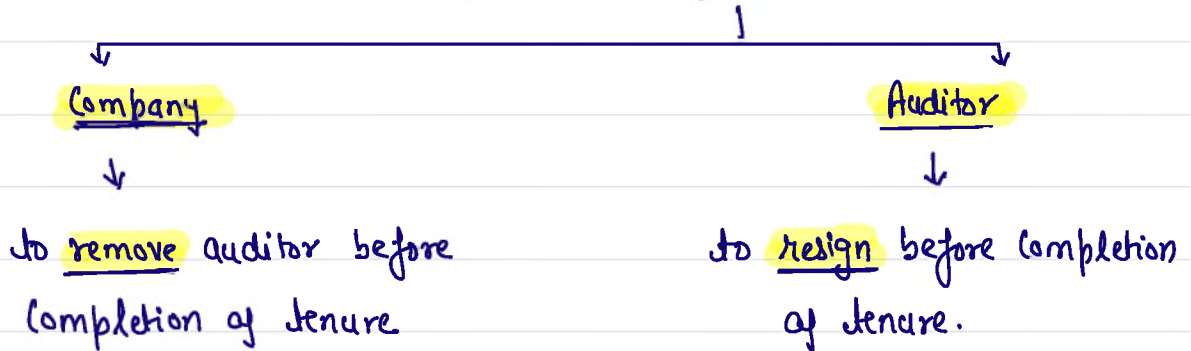 Company
Auditor
to remove auditor before
Completion of tenure
to resign before Completion
of tenure.